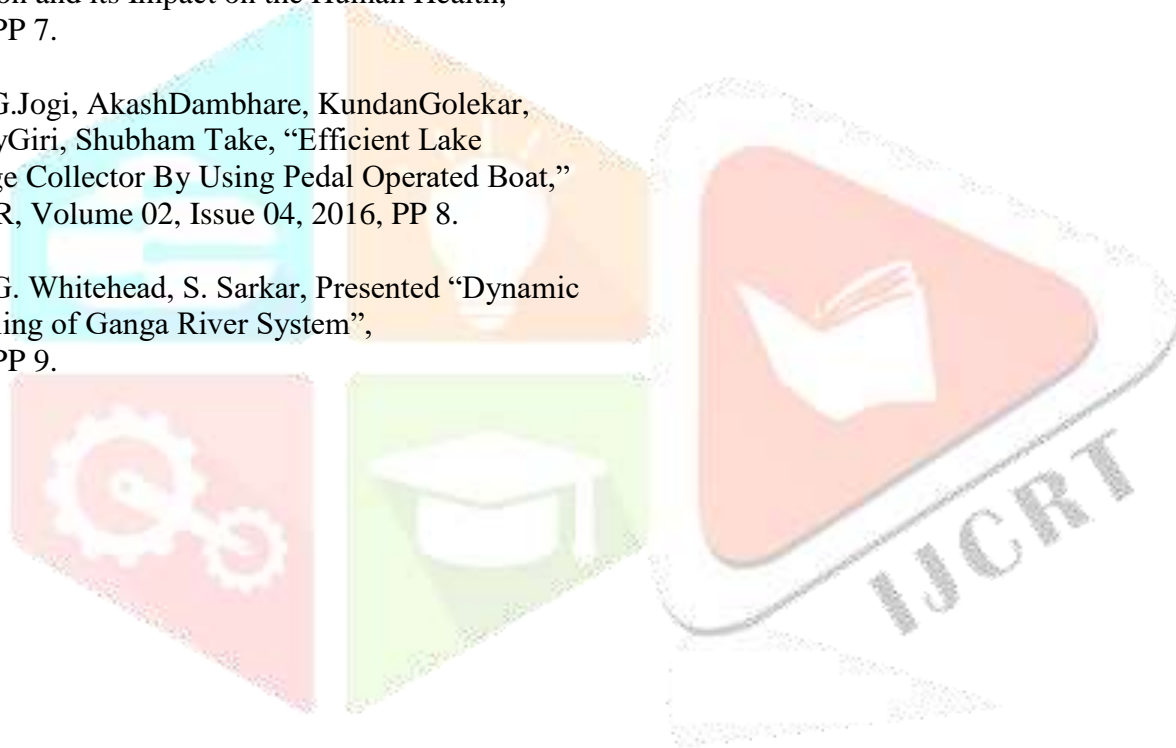 on and its Impact on the Human Health,
PP 7.
G.Jogi, AkashDambhare, KundanGolekar,
yGiri, Shubham Take, “Efficient Lake
ge Collector By Using Pedal Operated Boat,”
R, Volume 02, Issue 04, 2016, PP 8.
G. Whitehead, S. Sarkar, Presented “Dynamic
ling of Ganga River System”,
PP 9.
IJCRT